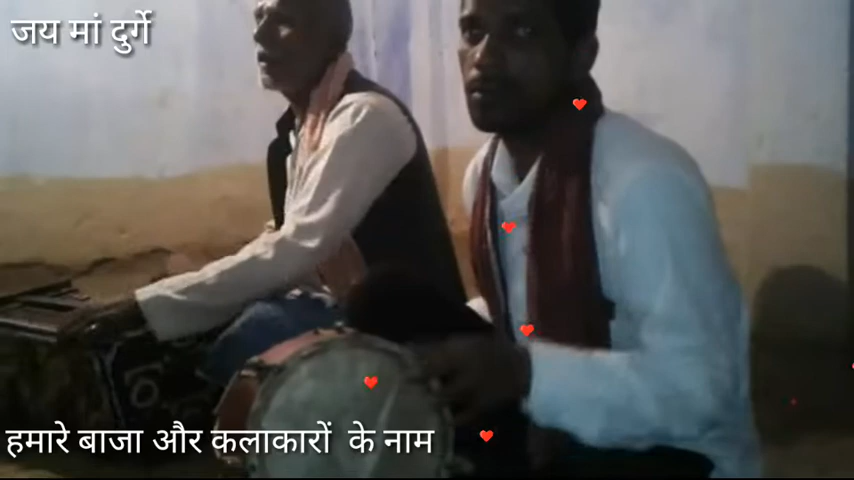 जय मां दुर्गे
हमारे बाजा और कलाकारों के नाम